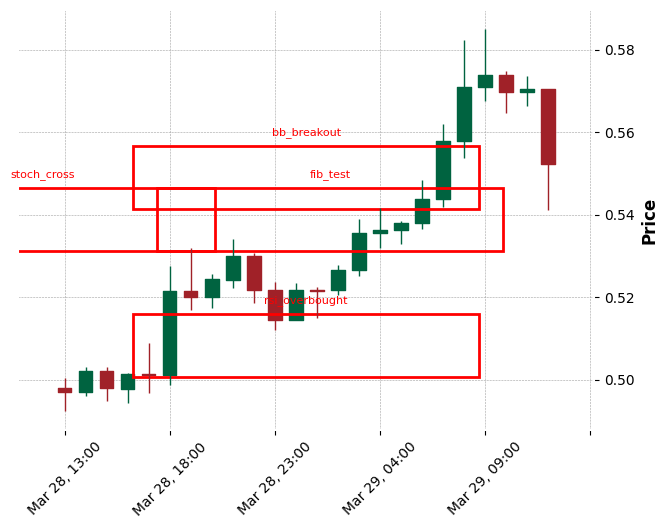 0.58
bb_breakout
0.56
stoch_cross
fib_test
0.54
Price
0.52
0.50
Mar 28, 13:00
Mar 28, 18:00
Mar 28, 23:00
Mar 29, 04:00
Mar 29, 09:00